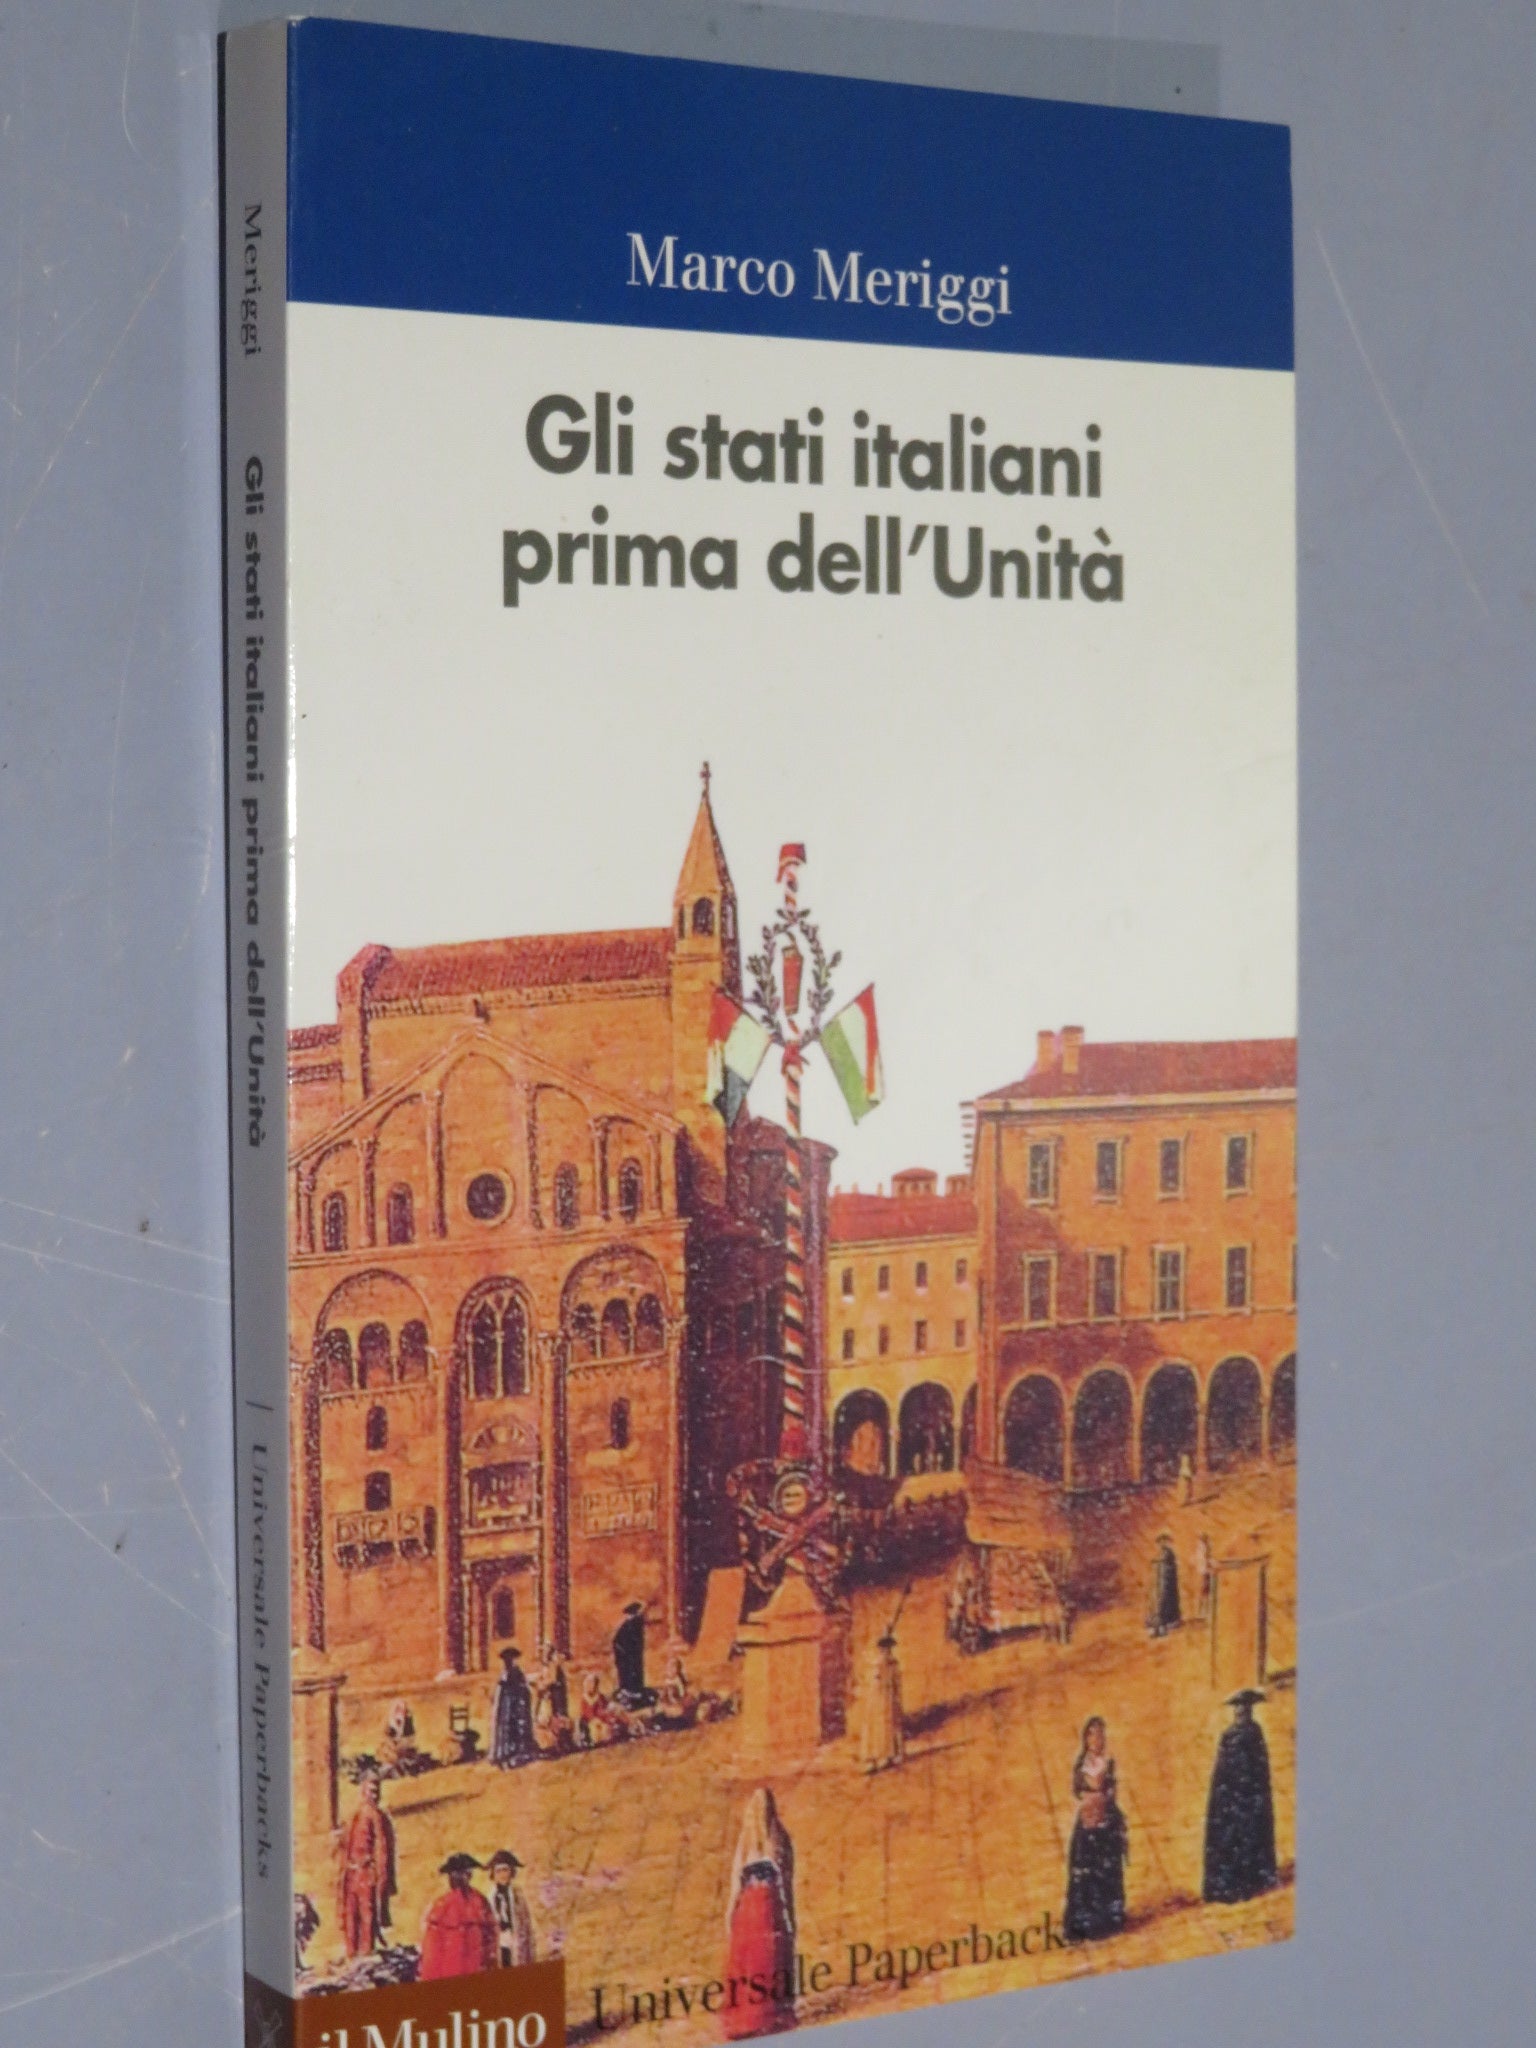 Marco Meriggi
Gli stati italiani
prima dell'Unità
il Mulino
Universale Paperbacks
Meriggi Gli stati italiani prima dell'Unità / Universale Paperbacks